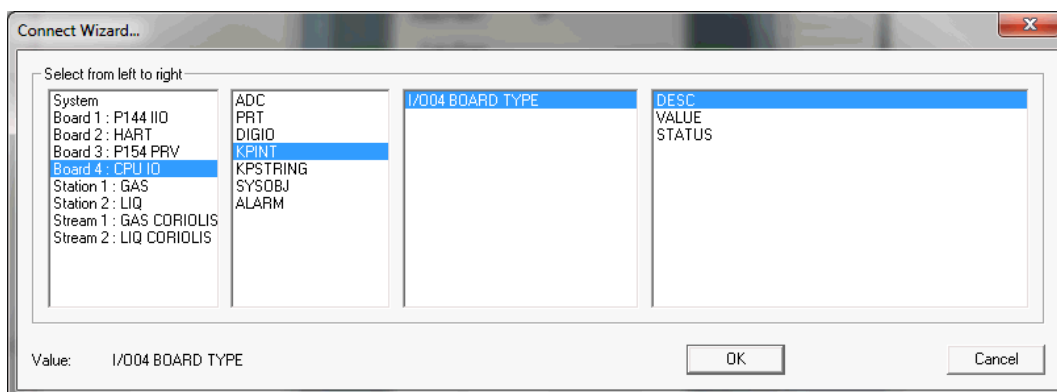 Connect Wizard...
Select from left to right
System
Board 1 : P144 IIO
Board 2 : HART
Board 3 : P154 PRV
Board 4 : CPU IO
Station 1 : GAS
Station 2 : LIQ
Stream 1 : GAS CORIOLIS
Stream 2 : LIQ CORIOLIS
ADC
PRT
DIGIO
KPINT
KPSTRING
SYSOBJ
ALARM
I/O04 BOARD TYPE
DESC
VALUE
STATUS
Value: I/O04 BOARD TYPE
OK
Cancel